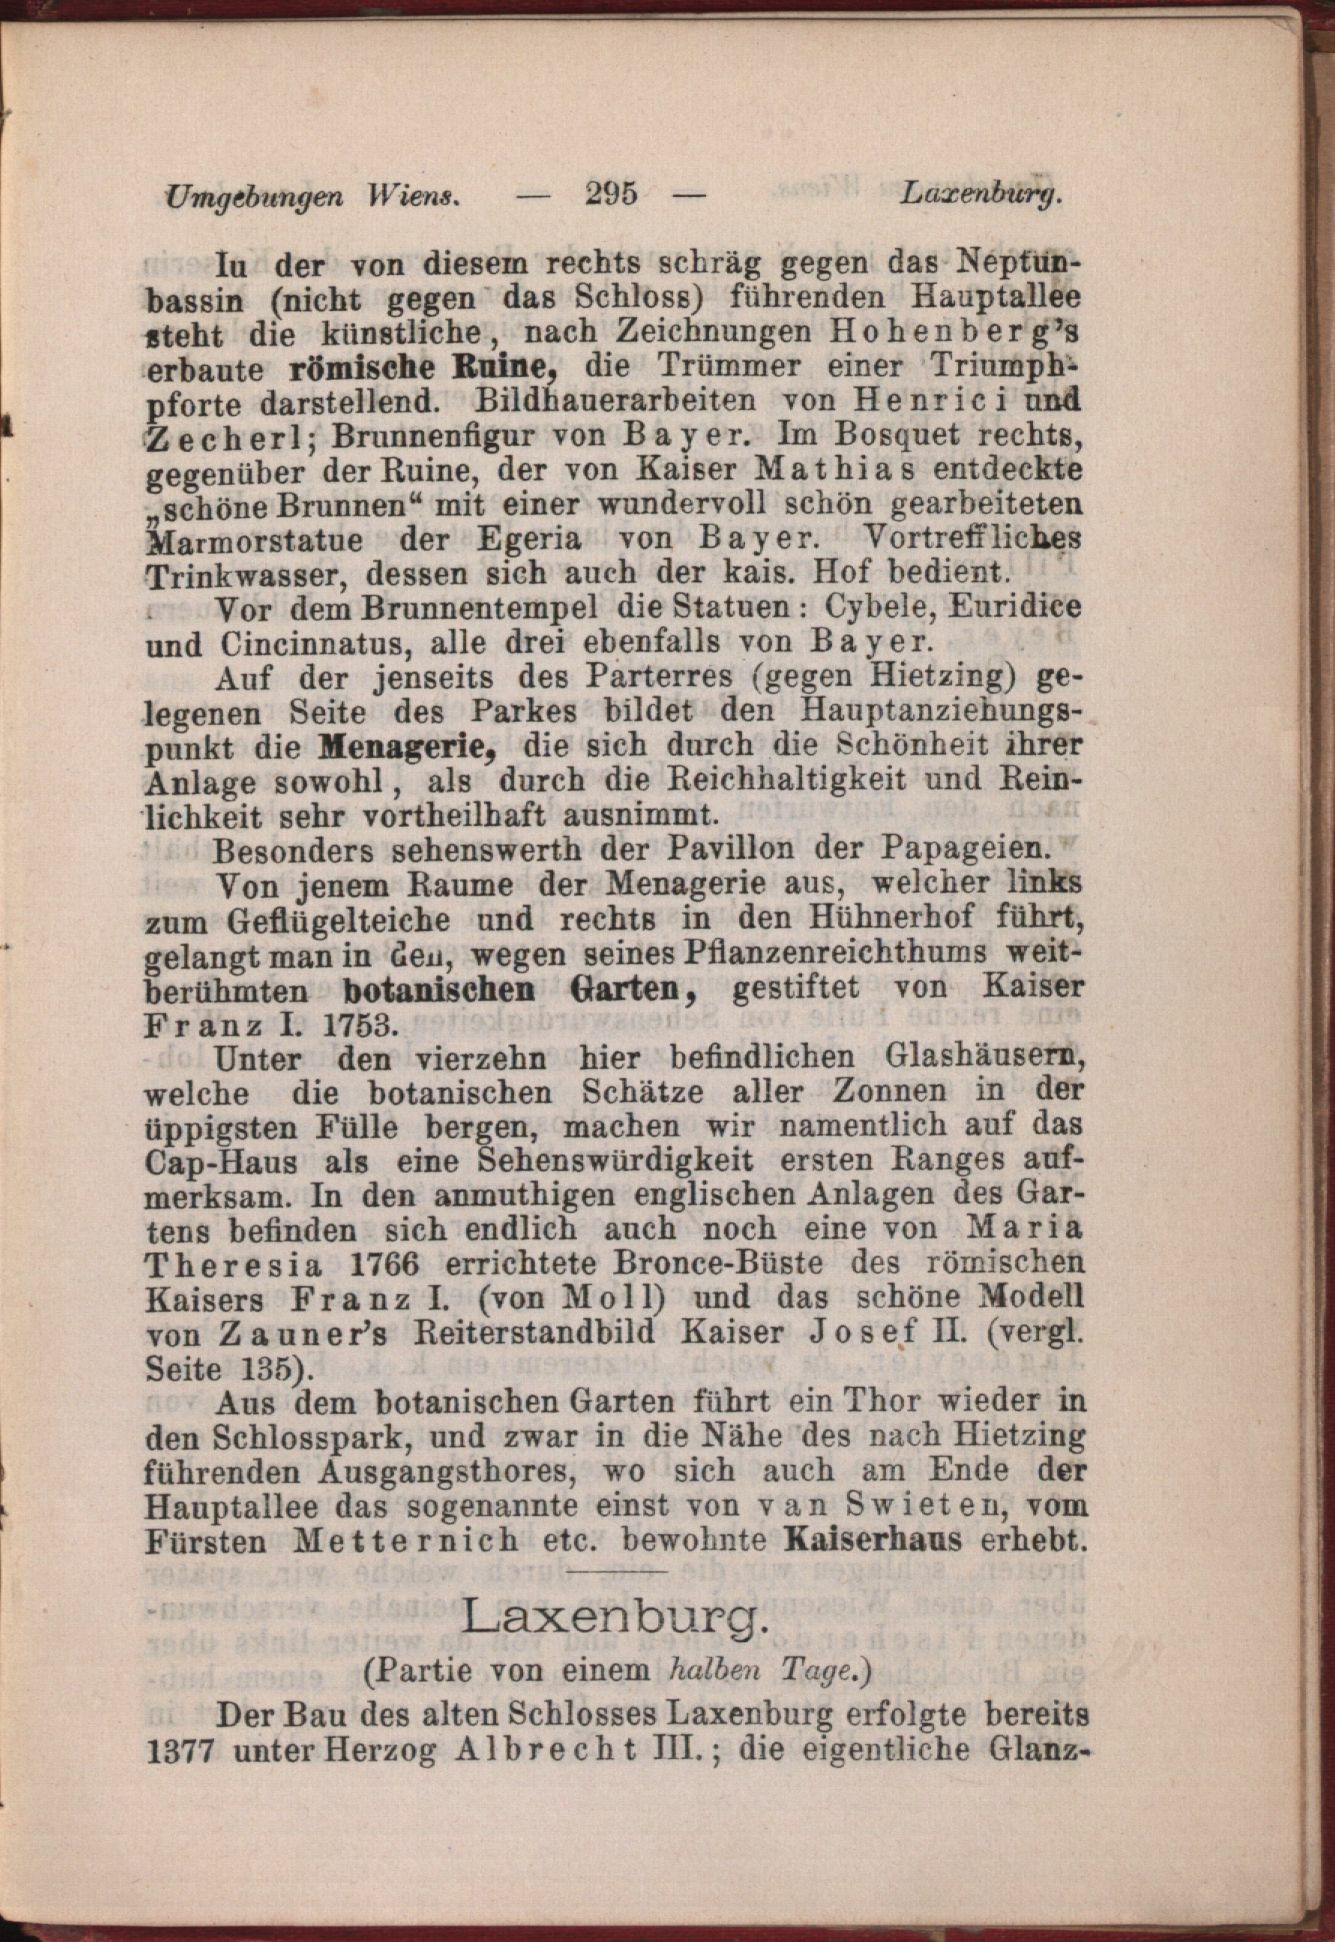 Umgebungen Wiens. — 295 — Laxenburg.
Iu der von diesem rechts schräg gegen das Neptun-
bassin (nicht gegen das Schloss) führenden Hauptallee
steht die künstliche, nach Zeichnungen Hohenberg's
erbaute römische Ruine, die Trümmer einer Triumph-
pforte darstellend. Bildhauerarbeiten von Henrici und
Zecherl; Brunnenfigur von Bayer. Im Bosquet rechts,
gegenüber der Ruine, der von Kaiser Mathias entdeckte
„schöne Brunnen“ mit einer wundervoll schön gearbeiteten
Marmorstatue der Egeria von Bayer. Vortreffliches
Trinkwasser, dessen sich auch der kais. Hof bedient.
Vor dem Brunnentempel die Statuen: Cybele, Euridice
und Cincinnatus, alle drei ebenfalls von Bayer.
Auf der jenseits des Parterres (gegen Hietzing) ge-
legenen Seite des Parkes bildet den Hauptanziehungs-
punkt die Menagerie, die sich durch die Schönheit ihrer
Anlage sowohl, als durch die Reichhaltigkeit und Rein-
lichkeit sehr vortheilhaft ausnimmt.
Besonders sehenswerth der Pavillon der Papageien.
Von jenem Raume der Menagerie aus, welcher links
zum Geflügelteiche und rechts in den Hühnerhof führt,
gelangt man in den, wegen seines Pflanzenreichthums weit-
berühmten botanischen Garten, gestiftet von Kaiser
Franz I. 1753.
Unter den vierzehn hier befindlichen Glashäusern,
welche die botanischen Schätze aller Zonnen in der
üppigsten Fülle bergen, machen wir namentlich auf das
Cap-Haus als eine Sehenswürdigkeit ersten Ranges auf-
merksam. In den anmuthigen englischen Anlagen des Gar-
tens befinden sich endlich auch noch eine von Maria
Theresia 1766 errichtete Bronce-Büste des römischen
Kaisers Franz I. (von Moll) und das schöne Modell
von Zauner's Reiterstandbild Kaiser Josef II. (vergl.
Seite 135).
Aus dem botanischen Garten führt ein Thor wieder in
den Schlosspark, und zwar in die Nähe des nach Hietzing
führenden Ausgangsthores, wo sich auch am Ende der
Hauptallee das sogenannte einst von van Swieten, vom
Fürsten Metternich etc. bewohnte Kaiserhaus erhebt.
Laxenburg.
(Partie von einem halben Tage.)
Der Bau des alten Schlosses Laxenburg erfolgte bereits
1377 unter Herzog Albrecht III.; die eigentliche Glanz-